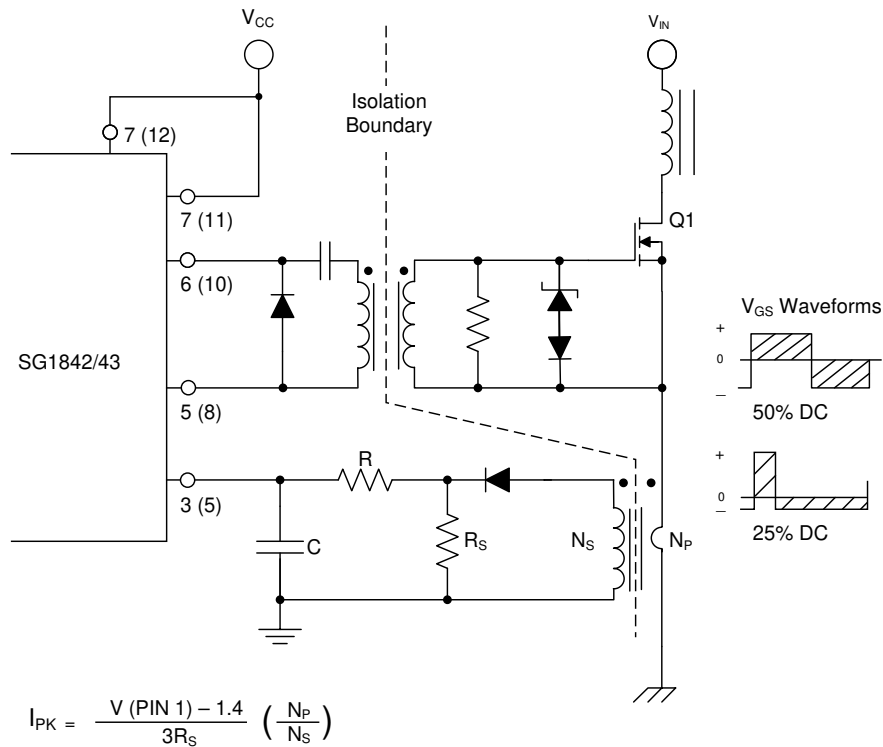 VCC
VIN
Isolation
Boundary
7 (12)
7 (11)
Q1
6 (10)
VGS Waveforms
+
0
–
50% DC
SG1842/43
5 (8)
R
3 (5)
+
0
–
25% DC
C
RS
NS
NP
IPK = V (PIN 1) – 1.4 / 3RS (NP / NS)